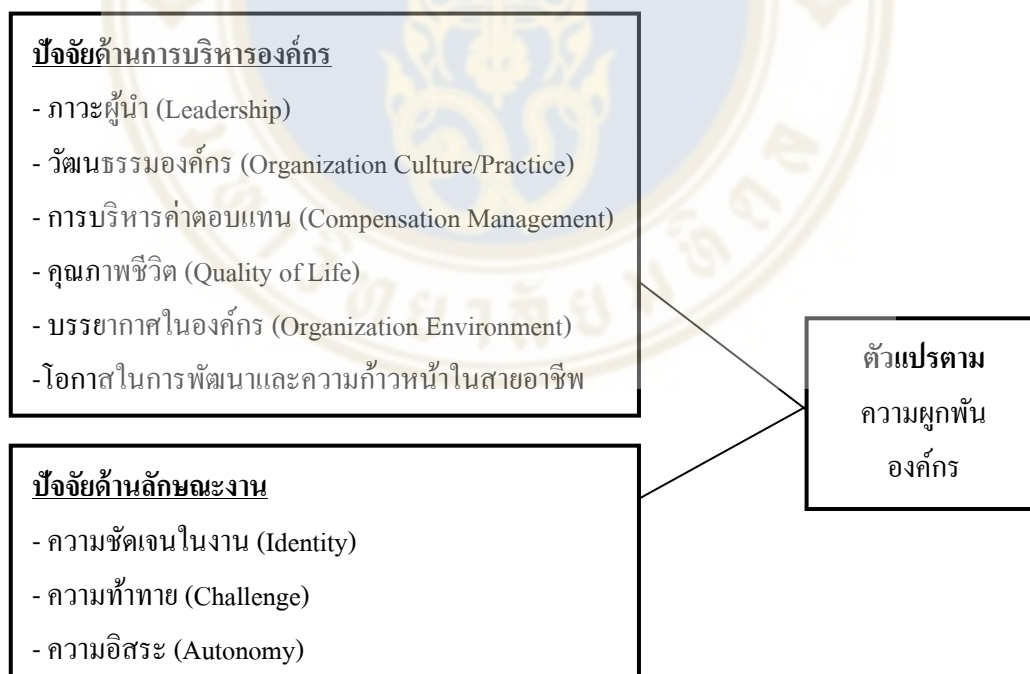 ปัจจัยด้านการบริหารองค์กร
- ภาวะผู้นำ (Leadership)
- วัฒนธรรมองค์กร (Organization Culture/Practice)
- การบริหารค่าตอบแทน (Compensation Management)
- คุณภาพชีวิต (Quality of Life)
- บรรยากาศในองค์กร (Organization Environment)
-โอกาสในการพัฒนาและความก้าวหน้าในสายอาชีพ
ปัจจัยด้านลักษณะงาน
- ความชัดเจนในงาน (Identity)
- ความท้าทาย (Challenge)
- ความอิสระ (Autonomy)
ตัวแปรตาม
ความผูกพัน
องค์กร